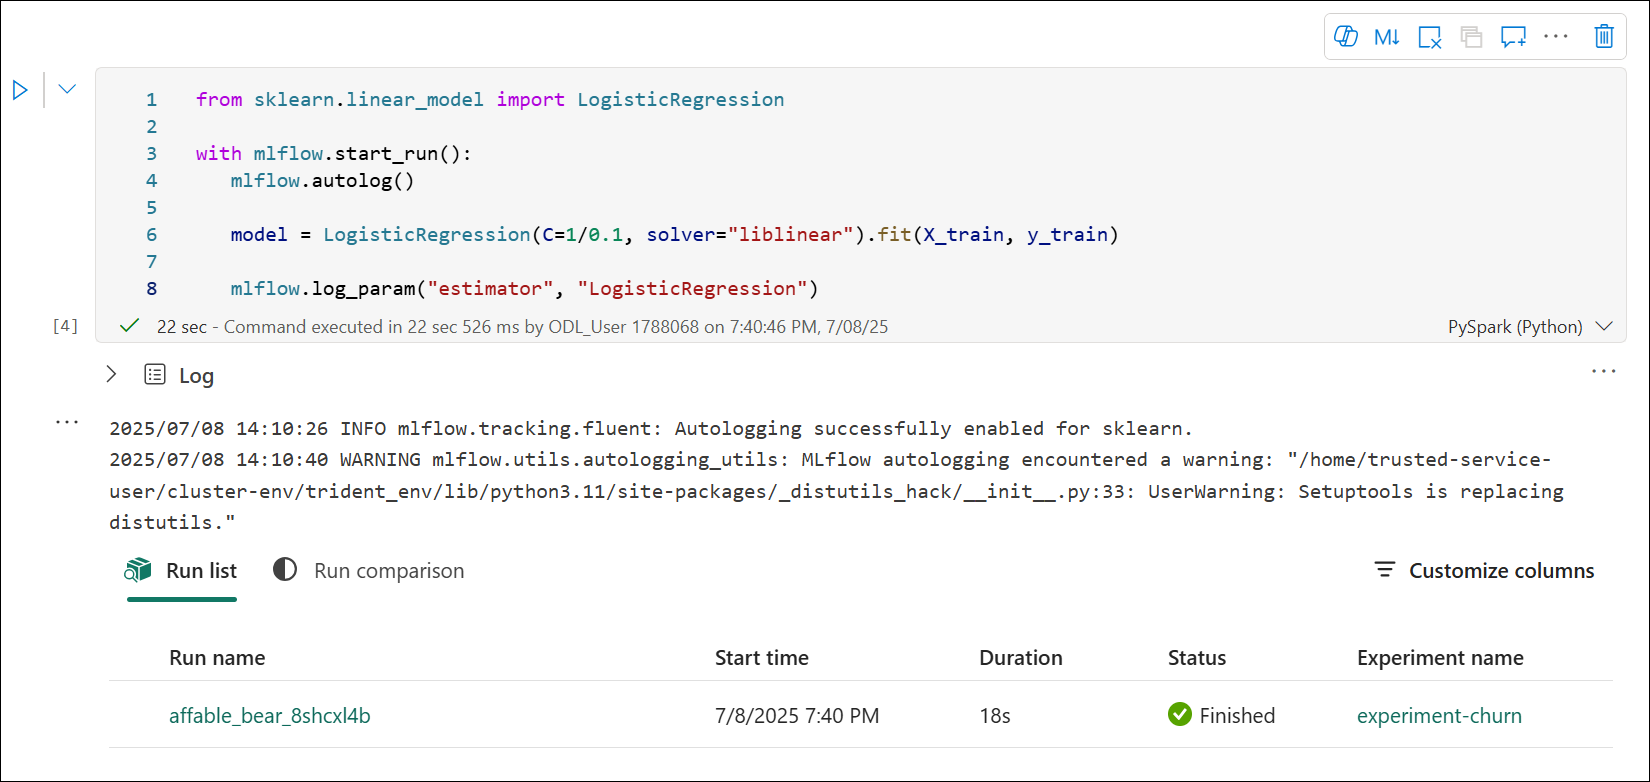 M↓
1 from sklearn.linear_model import LogisticRegression
2
3 with mlflow.start_run():
4 mlflow.autolog()
5
6 model = LogisticRegression(C=1/0.1, solver="liblinear").fit(X_train, y_train)
7
8 mlflow.log_param("estimator", "LogisticRegression")
[4] 22 sec - Command executed in 22 sec 526 ms by ODL_User 1788068 on 7:40:46 PM, 7/08/25 PySpark (Python)
Log
2025/07/08 14:10:26 INFO mlflow.tracking.fluent: Autologging successfully enabled for sklearn.
2025/07/08 14:10:40 WARNING mlflow.utils.autologging_utils: MLflow autologging encountered a warning: "/home/trusted-service-
user/cluster-env/trident_env/lib/python3.11/site-packages/_distutils_hack/__init__.py:33: UserWarning: Setuptools is replacing
distutils."
Run list Run comparison Customize columns
Run name Start time Duration Status Experiment name
affable_bear_8shcxl4b 7/8/2025 7:40 PM 18s Finished experiment-churn